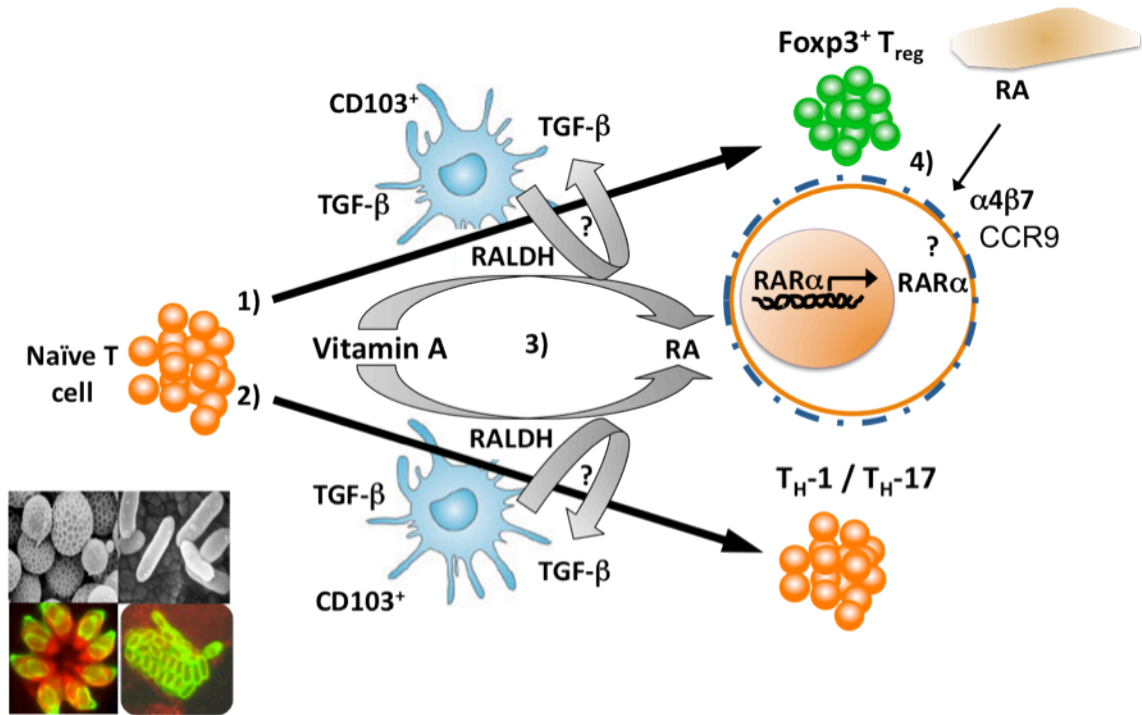 Foxp3⁺ Treg
RA
CD103⁺
TGF-β
TGF-β
4)
α4β7
CCR9
?
RALDH
?
RARα
RARα
1)
Vitamin A
3)
RA
Naïve T
cell
2)
RALDH
TGF-β
?
TH-1 / TH-17
TGF-β
CD103⁺